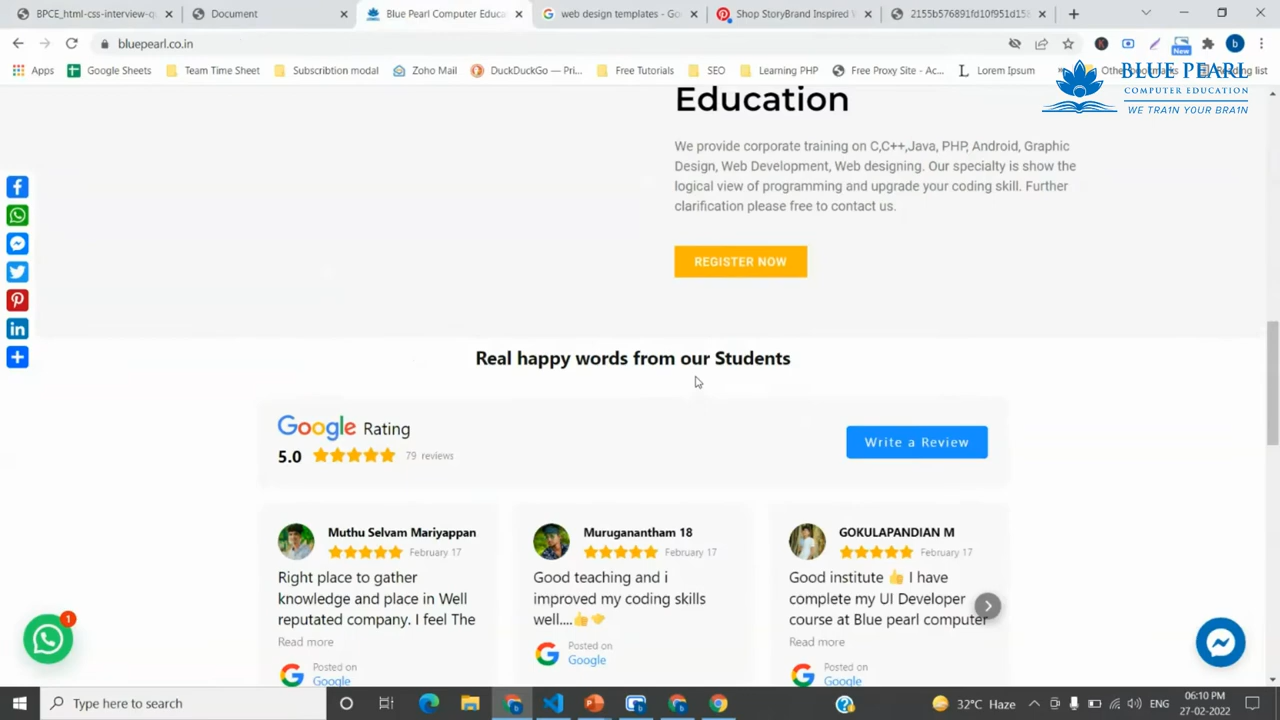 BPCE_html-css-interview-q
Document
Blue Pearl Computer Educa
web design templates - Go
Shop StoryBrand Inspired
2155b576891fd10f951d15
bluepearl.co.in
New
b
Apps
Google Sheets
Team Time Sheet
Subscribtion modal
Zoho Mail
DuckDuckGo — Pri...
Free Tutorials
SEO
Learning PHP
Free Proxy Site - Ac...
Lorem Ipsum
BLUE PEARL
COMPUTER EDUCATION
WE TRA1N YOUR BRA1N
Education
We provide corporate training on C,C++,Java, PHP, Android, Graphic
Design, Web Development, Web designing. Our specialty is show the
logical view of programming and upgrade your coding skill. Further
clarification please free to contact us.
REGISTER NOW
Real happy words from our Students
Google Rating
5.0 79 reviews
Write a Review
Muthu Selvam Mariyappan
February 17
Right place to gather
knowledge and place in Well
reputated company. I feel The
Read more
Posted on
Google
Muruganantham 18
February 17
Good teaching and i
improved my coding skills
well....👍🤝
Posted on
Google
GOKULAPANDIAN M
February 17
Good institute 👍 I have
complete my UI Developer
course at Blue pearl computer
Read more
Posted on
Google
1
Type here to search
32°C Haze
ENG
06:10 PM
27-02-2022